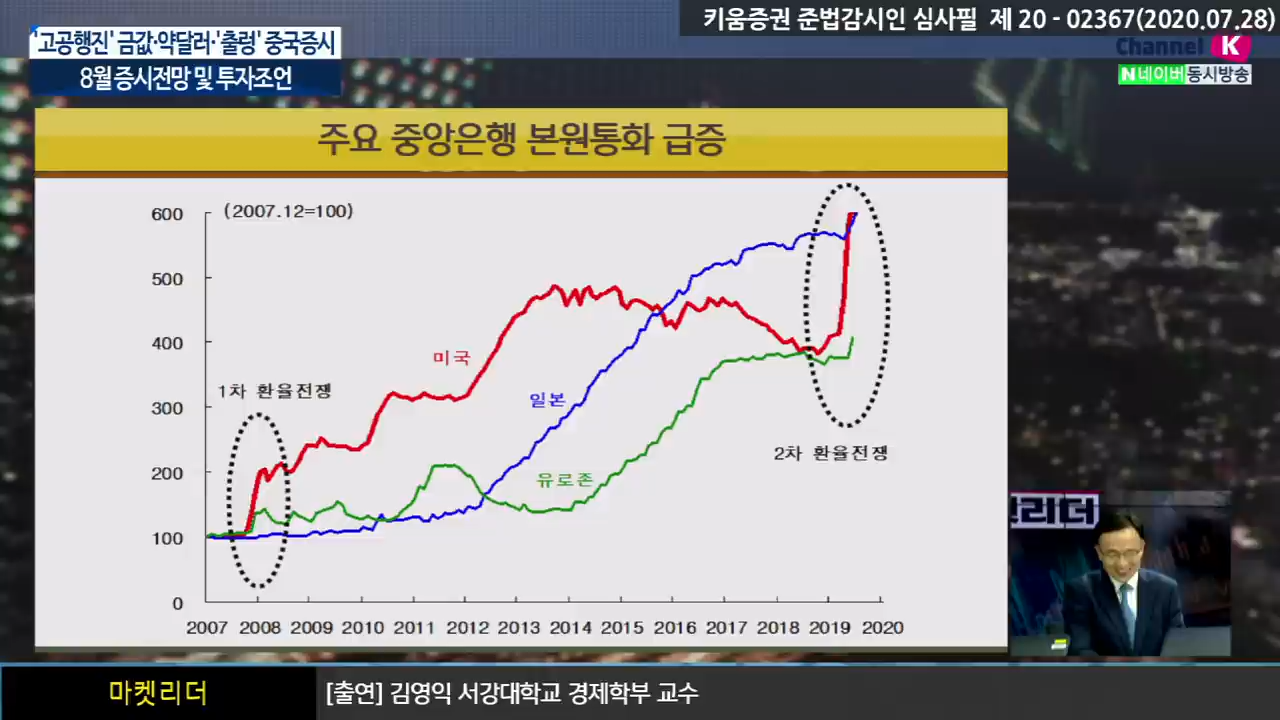 키움증권 준법감시인 심사필 제 20 - 02367(2020.07.28)
'고공행진' 금값·약달러·'출렁' 중국증시
8월 증시전망 및 투자조언
Channel K
N 네이버 동시방송
주요 중앙은행 본원통화 급증
(2007.12=100)
600
500
400
300
200
100
0
미국
일본
유로존
1차 환율전쟁
2차 환율전쟁
2007 2008 2009 2010 2011 2012 2013 2014 2015 2016 2017 2018 2019 2020
리더
마켓리더
[출연] 김영익 서강대학교 경제학부 교수